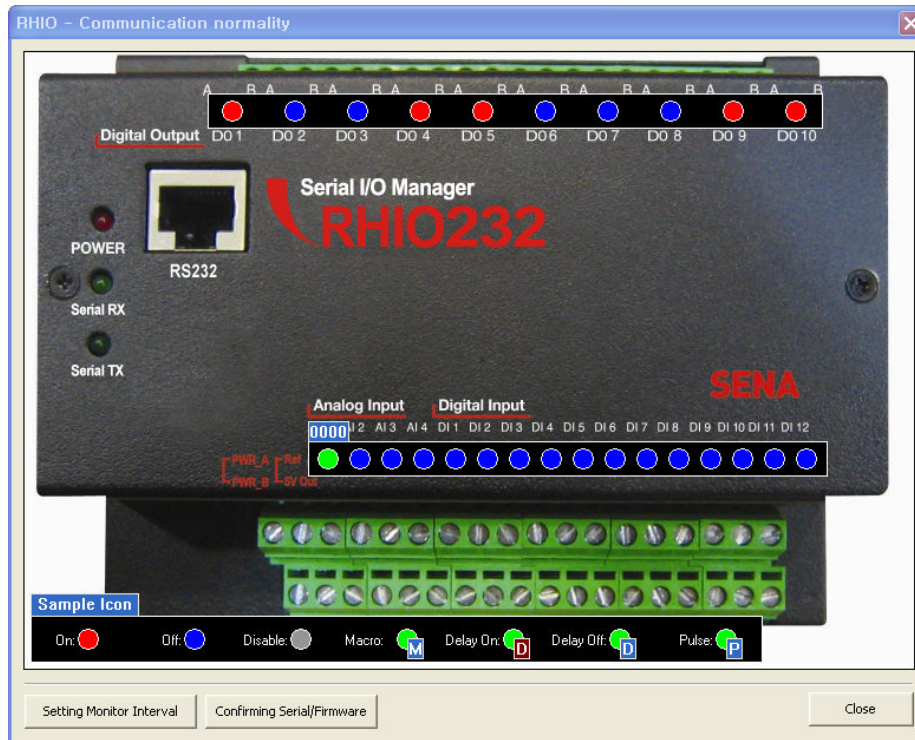 RHIO - Communication normality
A B A B A B A B A B A B A B A B A B A B
Digital Output DO 1 DO 2 DO 3 DO 4 DO 5 DO 6 DO 7 DO 8 DO 9 DO 10
Serial I/O Manager
RHIO232
POWER
RS232
Serial RX
Serial TX
SENA
Analog Input Digital Input
0000 AI 2 AI 3 AI 4 DI 1 DI 2 DI 3 DI 4 DI 5 DI 6 DI 7 DI 8 DI 9 DI 10 DI 11 DI 12
PWR_A Ref
PWR_B 5V Out
Sample Icon
On: Off: Disable: Macro: M Delay On: D Delay Off: D Pulse: P
Setting Monitor Interval Confirming Serial/Firmware Close